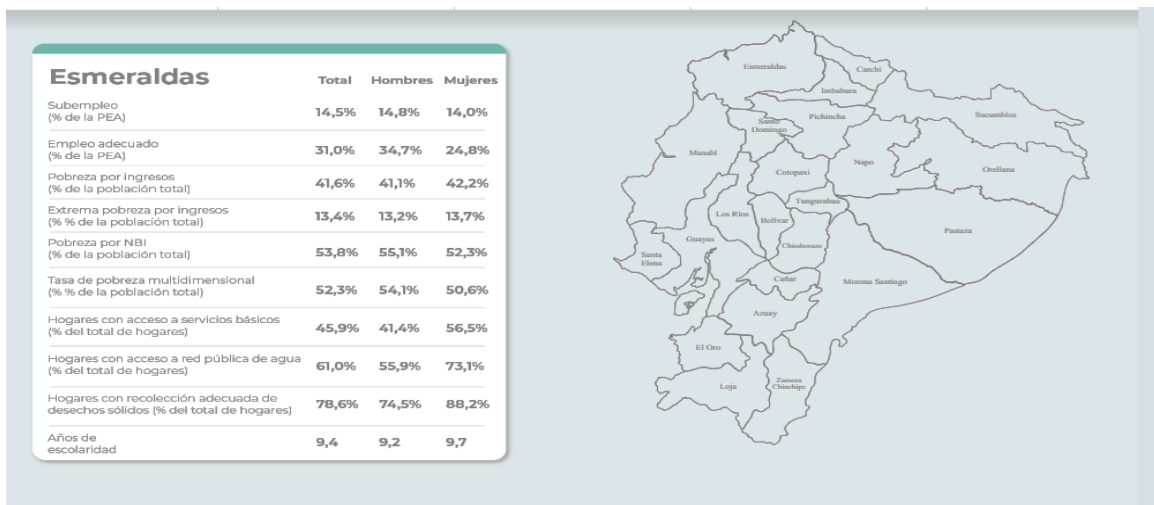 Esmeraldas Total Hombres Mujeres
Subempleo
(% de la PEA) 14,5% 14,8% 14,0%
Empleo adecuado
(% de la PEA) 31,0% 34,7% 24,8%
Pobreza por ingresos
(% de la población total) 41,6% 41,1% 42,2%
Extrema pobreza por ingresos
(% % de la población total) 13,4% 13,2% 13,7%
Pobreza por NBI
(% de la población total) 53,8% 55,1% 52,3%
Tasa de pobreza multidimensional
(% % de la población total) 52,3% 54,1% 50,6%
Hogares con acceso a servicios básicos
(% del total de hogares) 45,9% 41,4% 56,5%
Hogares con acceso a red pública de agua
(% del total de hogares) 61,0% 55,9% 73,1%
Hogares con recolección adecuada de
desechos sólidos (% del total de hogares) 78,6% 74,5% 88,2%
Años de
escolaridad 9,4 9,2 9,7
Esmeraldas
Carchi
Imbabura
Pichincha
Sucumbios
Santo
Domingo
Manabí
Napo
Orellana
Cotopaxi
Tungurahua
Los Ríos
Bolívar
Pastaza
Guayas
Chimborazo
Santa
Elena
Cañar
Morona Santiago
Azuay
El Oro
Loja
Zamora
Chinchipe